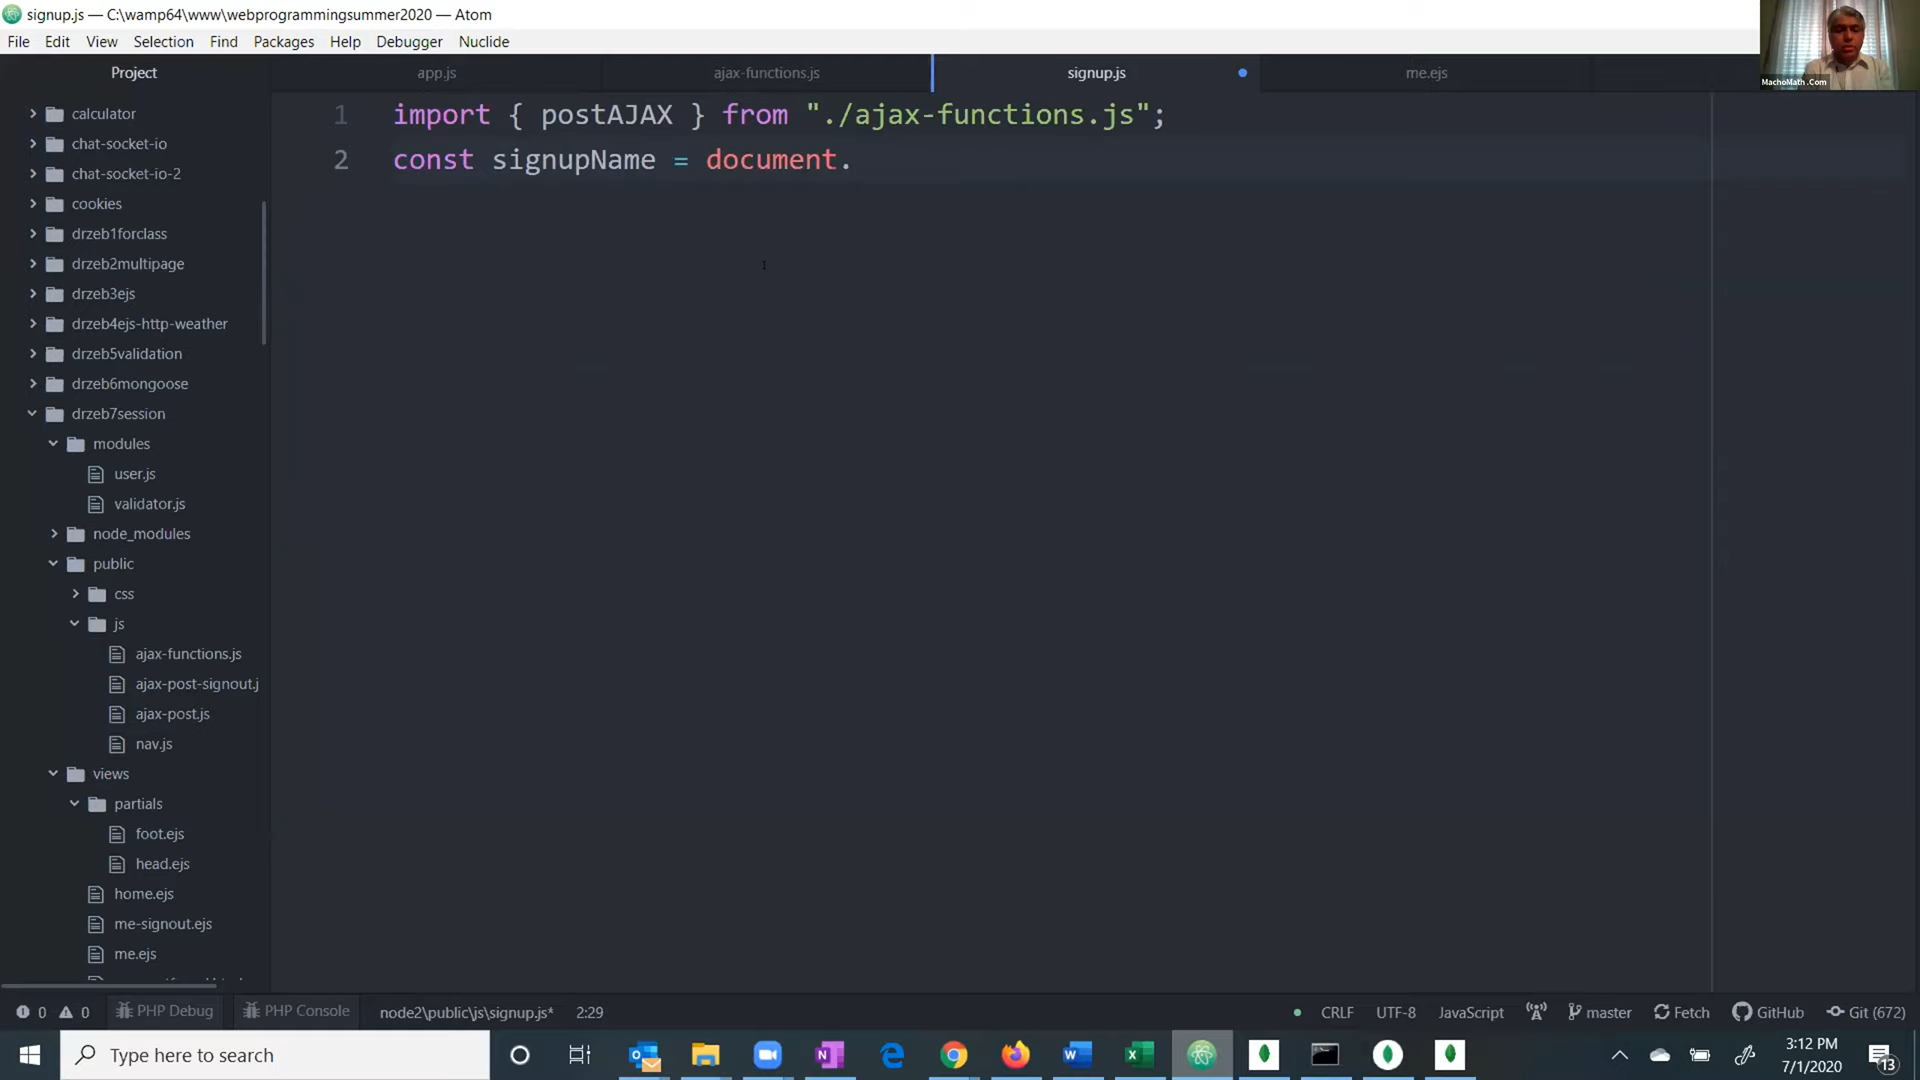 signup.js — C:\wamp64\www\webprogrammingsummer2020 — Atom
File Edit View Selection Find Packages Help Debugger Nuclide
MachoMath .Com
Project
app.js ajax-functions.js signup.js me.ejs
calculator
chat-socket-io
chat-socket-io-2
cookies
drzeb1forclass
drzeb2multipage
drzeb3ejs
drzeb4ejs-http-weather
drzeb5validation
drzeb6mongoose
drzeb7session
modules
user.js
validator.js
node_modules
public
css
js
ajax-functions.js
ajax-post-signout.j
ajax-post.js
nav.js
views
partials
foot.ejs
head.ejs
home.ejs
me-signout.ejs
me.ejs
1 import { postAJAX } from "./ajax-functions.js";
2 const signupName = document.
0 0 PHP Debug PHP Console node2\public\js\signup.js* 2:29 CRLF UTF-8 JavaScript master Fetch GitHub Git (672)
Type here to search
3:12 PM
7/1/2020
13